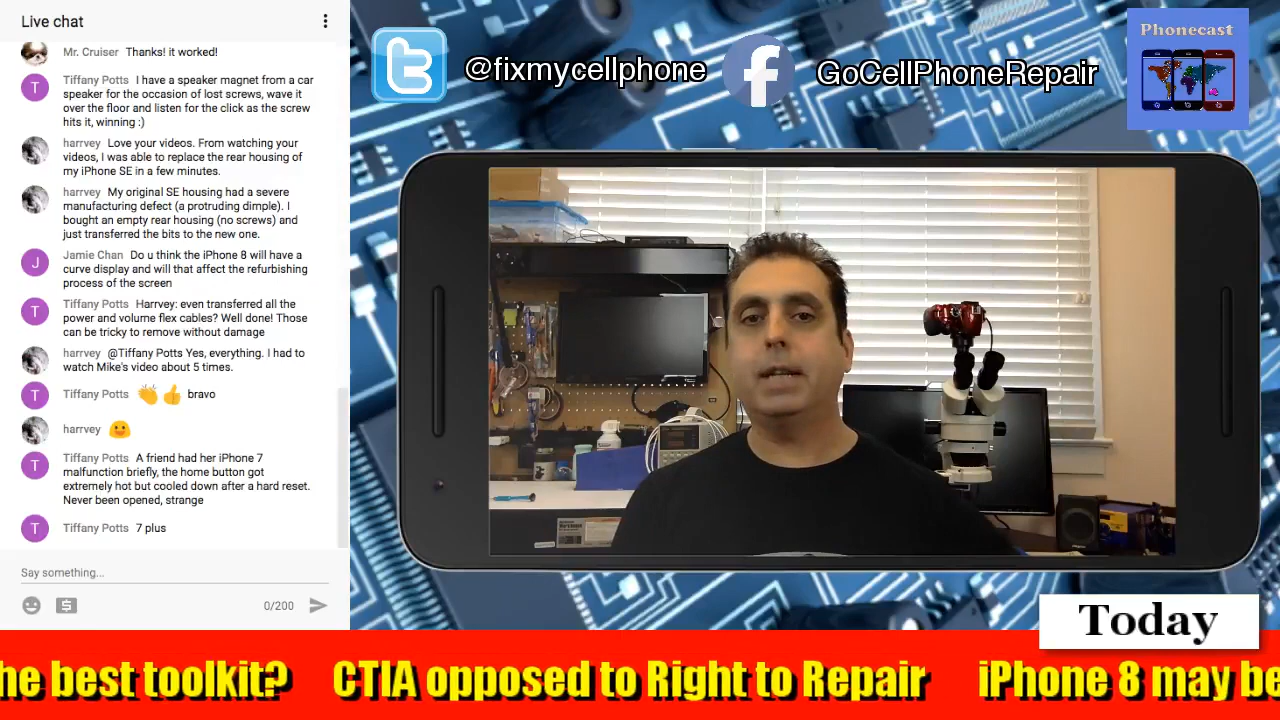 Live chat
Mr. Cruiser Thanks! it worked!
T
Tiffany Potts I have a speaker magnet from a car
speaker for the occasion of lost screws, wave it
over the floor and listen for the click as the screw
hits it, winning :)
harrvey Love your videos. From watching your
videos, I was able to replace the rear housing of
my iPhone SE in a few minutes.
harrvey My original SE housing had a severe
manufacturing defect (a protruding dimple). I
bought an empty rear housing (no screws) and
just transferred the bits to the new one.
J
Jamie Chan Do u think the iPhone 8 will have a
curve display and will that affect the refurbishing
process of the screen
T
Tiffany Potts Harrvey: even transferred all the
power and volume flex cables? Well done! Those
can be tricky to remove without damage
harrvey @Tiffany Potts Yes, everything. I had to
watch Mike's video about 5 times.
T
Tiffany Potts 👏👍 bravo
harrvey 😀
T
Tiffany Potts A friend had her iPhone 7
malfunction briefly, the home button got
extremely hot but cooled down after a hard reset.
Never been opened, strange
T
Tiffany Potts 7 plus
Say something...
0/200
@fixmycellphone
GoCellPhoneRepair
Phonecast
Today
he best toolkit? CTIA opposed to Right to Repair iPhone 8 may be